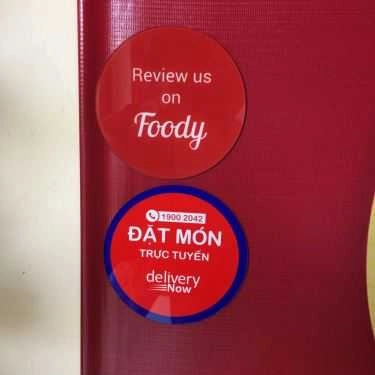 Review us
on
Foody
1900 2042
ĐẶT MÓN
TRỰC TUYẾN
delivery
Now